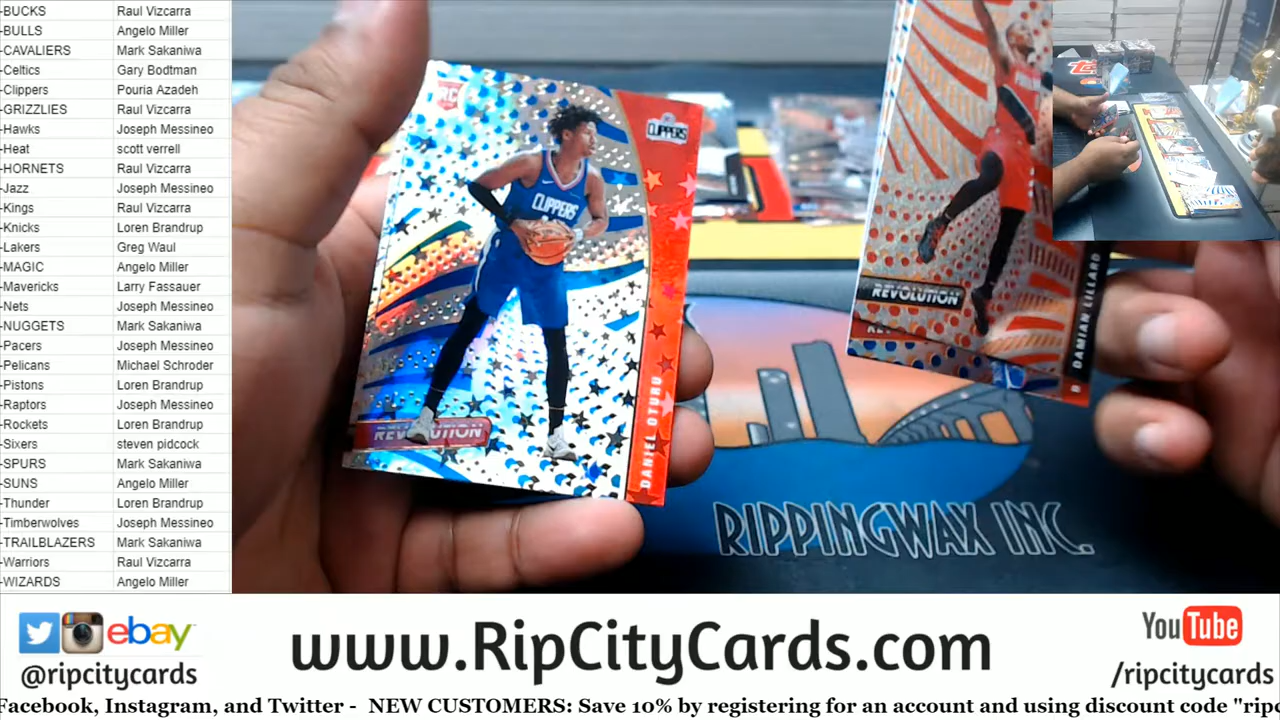 -BUCKS Raul Vizcarra
-BULLS Angelo Miller
-CAVALIERS Mark Sakaniwa
-Celtics Gary Bodtman
-Clippers Pouria Azadeh
-GRIZZLIES Raul Vizcarra
-Hawks Joseph Messineo
-Heat scott verrell
-HORNETS Raul Vizcarra
-Jazz Joseph Messineo
-Kings Raul Vizcarra
-Knicks Loren Brandrup
-Lakers Greg Waul
-MAGIC Angelo Miller
-Mavericks Larry Fassauer
-Nets Joseph Messineo
-NUGGETS Mark Sakaniwa
-Pacers Joseph Messineo
-Pelicans Michael Schroder
-Pistons Loren Brandrup
-Raptors Joseph Messineo
-Rockets Loren Brandrup
-Sixers steven pidcock
-SPURS Mark Sakaniwa
-SUNS Angelo Miller
-Thunder Loren Brandrup
-Timberwolves Joseph Messineo
-TRAILBLAZERS Mark Sakaniwa
-Warriors Raul Vizcarra
-WIZARDS Angelo Miller
RC
CLIPPERS
CLIPPERS
REVOLUTION
DANIEL OTURU
REVOLUTION
DAMIAN LILLARD
RIPPINGWAX INC.
ebay
@ripcitycards
www.RipCityCards.com
YouTube
/ripcitycards
Facebook, Instagram, and Twitter - NEW CUSTOMERS: Save 10% by registering for an account and using discount code "ripc